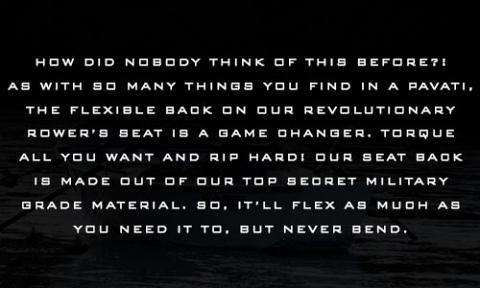 HOW DID NOBODY THINK OF THIS BEFORE?!
AS WITH SO MANY THINGS YOU FIND IN A PAVATI,
THE FLEXIBLE BACK ON OUR REVOLUTIONARY
ROWER'S SEAT IS A GAME CHANGER. TORQUE
ALL YOU WANT AND RIP HARD! OUR SEAT BACK
IS MADE OUT OF OUR TOP SECRET MILITARY
GRADE MATERIAL. SO, IT'LL FLEX AS MUCH AS
YOU NEED IT TO, BUT NEVER BEND.